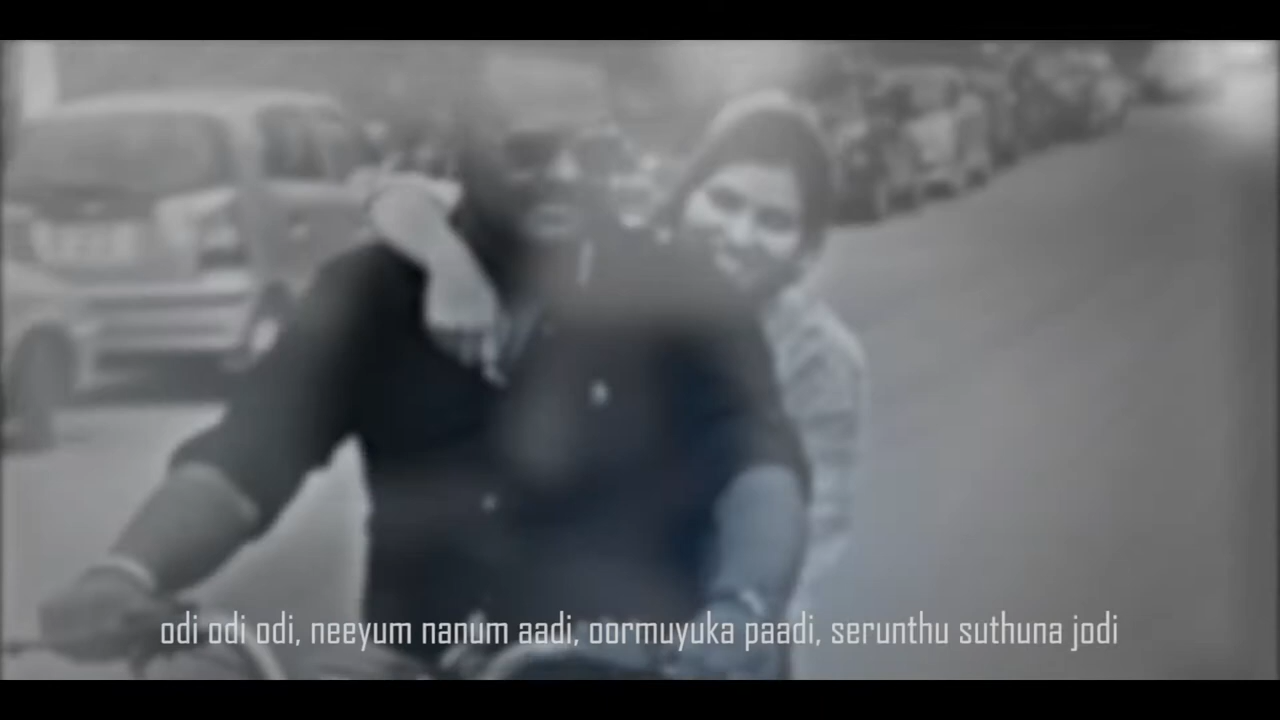 odi odi odi, neeyum nanum aadi, oormuyuka paadi, serunthu suthuna jodi